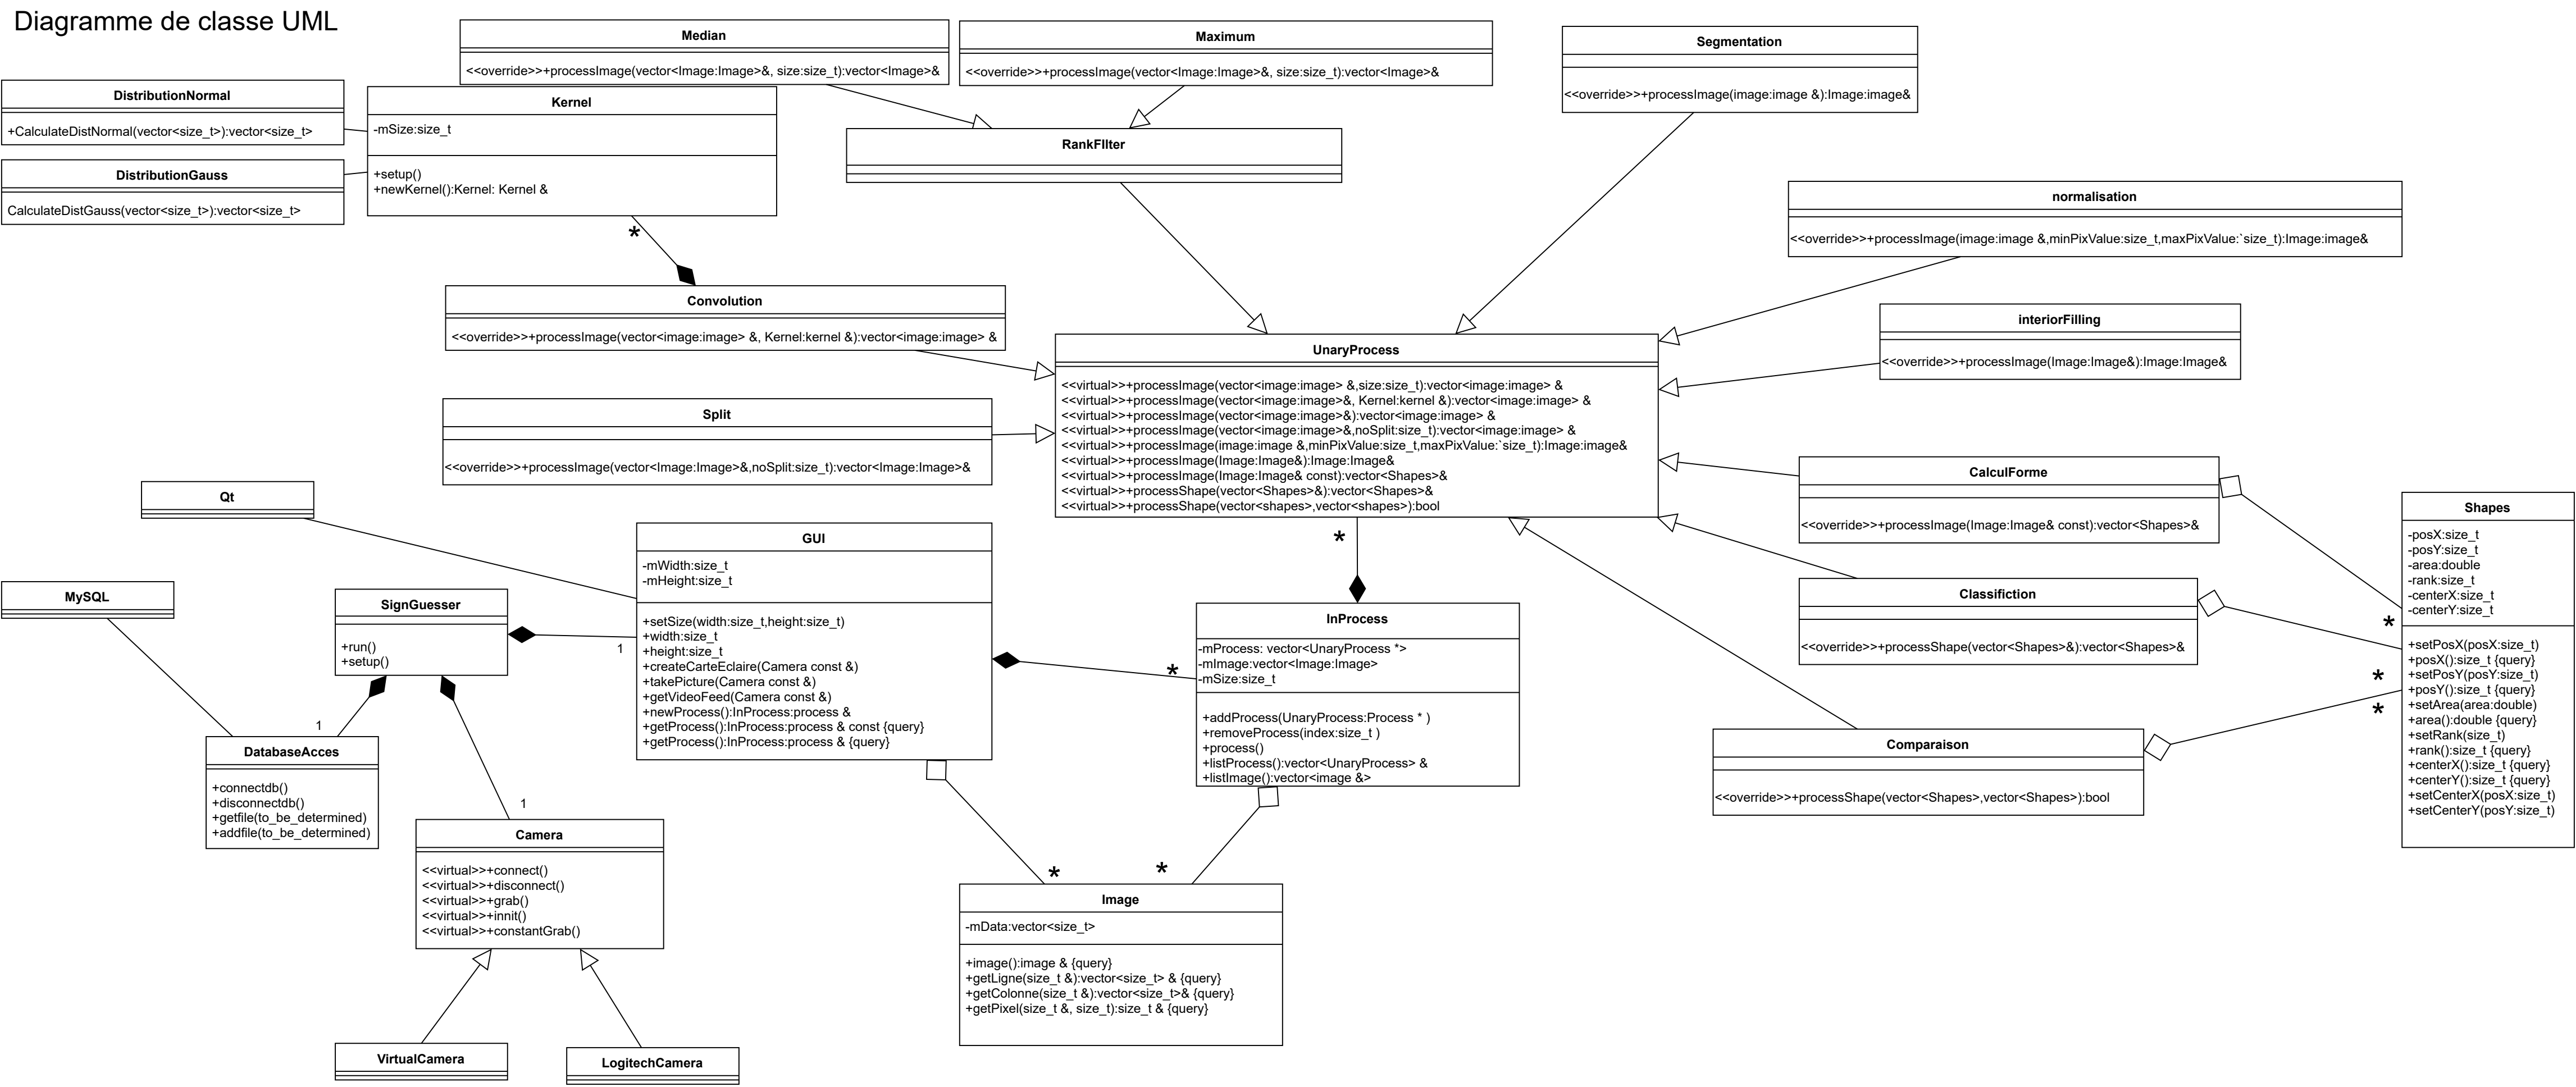 Diagramme de classe UML
Median
<<override>>+processImage(vector<Image:Image>&, size:size_t):vector<Image>&
Maximum
<<override>>+processImage(vector<Image:Image>&, size:size_t):vector<Image>&
Segmentation
<<override>>+processImage(image:image &):Image:image&
DistributionNormal
+CalculateDistNormal(vector<size_t>):vector<size_t>
Kernel
-mSize:size_t
+setup()
+newKernel():Kernel: Kernel &
RankFIlter
DistributionGauss
CalculateDistGauss(vector<size_t>):vector<size_t>
normalisation
<<override>>+processImage(image:image &,minPixValue:size_t,maxPixValue:`size_t):Image:image&
*
Convolution
<<override>>+processImage(vector<image:image> &, Kernel:kernel &):vector<image:image> &
interiorFilling
<<override>>+processImage(Image:Image&):Image:Image&
UnaryProcess
<<virtual>>+processImage(vector<image:image> &,size:size_t):vector<image:image> &
<<virtual>>+processImage(vector<image:image>&, Kernel:kernel &):vector<image:image> &
<<virtual>>+processImage(vector<image:image>&):vector<image:image> &
<<virtual>>+processImage(vector<image:image>&,noSplit:size_t):vector<image:image> &
<<virtual>>+processImage(image:image &,minPixValue:size_t,maxPixValue:`size_t):Image:image&
<<virtual>>+processImage(Image:Image&):Image:Image&
<<virtual>>+processImage(Image:Image& const):vector<Shapes>&
<<virtual>>+processShape(vector<Shapes>&):vector<Shapes>&
<<virtual>>+processShape(vector<shapes>,vector<shapes>):bool
*
Split
<<override>>+processImage(vector<Image:Image>&,noSplit:size_t):vector<Image:Image>&
CalculForme
<<override>>+processImage(Image:Image& const):vector<Shapes>&
Shapes
-posX:size_t
-posY:size_t
-area:double
-rank:size_t
-centerX:size_t
-centerY:size_t
+setPosX(posX:size_t)
+posX():size_t {query}
+setPosY(posY:size_t)
+posY():size_t {query}
+setArea(area:double)
+area():double {query}
+setRank(size_t)
+rank():size_t {query}
+centerX():size_t {query}
+centerY():size_t {query}
+setCenterX(posX:size_t)
+setCenterY(posY:size_t)
*
*
*
Qt
GUI
-mWidth:size_t
-mHeight:size_t
+setSize(width:size_t,height:size_t)
+width:size_t
+height:size_t
+createCarteEclaire(Camera const &)
+takePicture(Camera const &)
+getVideoFeed(Camera const &)
+newProcess():InProcess:process &
+getProcess():InProcess:process & const {query}
+getProcess():InProcess:process & {query}
MySQL
SignGuesser
+run()
+setup()
1
*
InProcess
-mProcess: vector<UnaryProcess *>
-mImage:vector<Image:Image>
-mSize:size_t
+addProcess(UnaryProcess:Process * )
+removeProcess(index:size_t )
+process()
+listProcess():vector<UnaryProcess> &
+listImage():vector<image &>
Classifiction
<<override>>+processShape(vector<Shapes>&):vector<Shapes>&
Comparaison
<<override>>+processShape(vector<Shapes>,vector<Shapes>):bool
1
DatabaseAcces
+connectdb()
+disconnectdb()
+getfile(to_be_determined)
+addfile(to_be_determined)
1
Camera
<<virtual>>+connect()
<<virtual>>+disconnect()
<<virtual>>+grab()
<<virtual>>+innit()
<<virtual>>+constantGrab()
*
*
Image
-mData:vector<size_t>
+image():image & {query}
+getLigne(size_t &):vector<size_t> & {query}
+getColonne(size_t &):vector<size_t>& {query}
+getPixel(size_t &, size_t):size_t & {query}
VirtualCamera
LogitechCamera